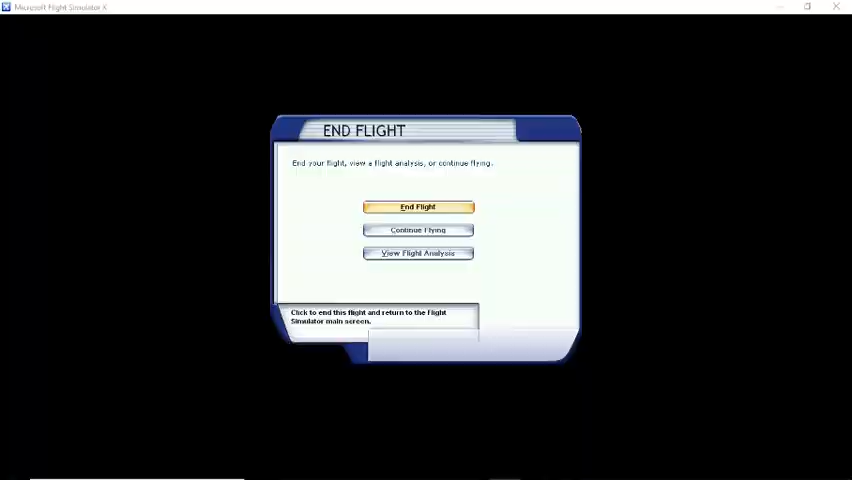 Microsoft Flight Simulator X
END FLIGHT
End your flight, view a flight analysis, or continue flying.
End Flight
Continue Flying
View Flight Analysis
Click to end this flight and return to the Flight
Simulator main screen.